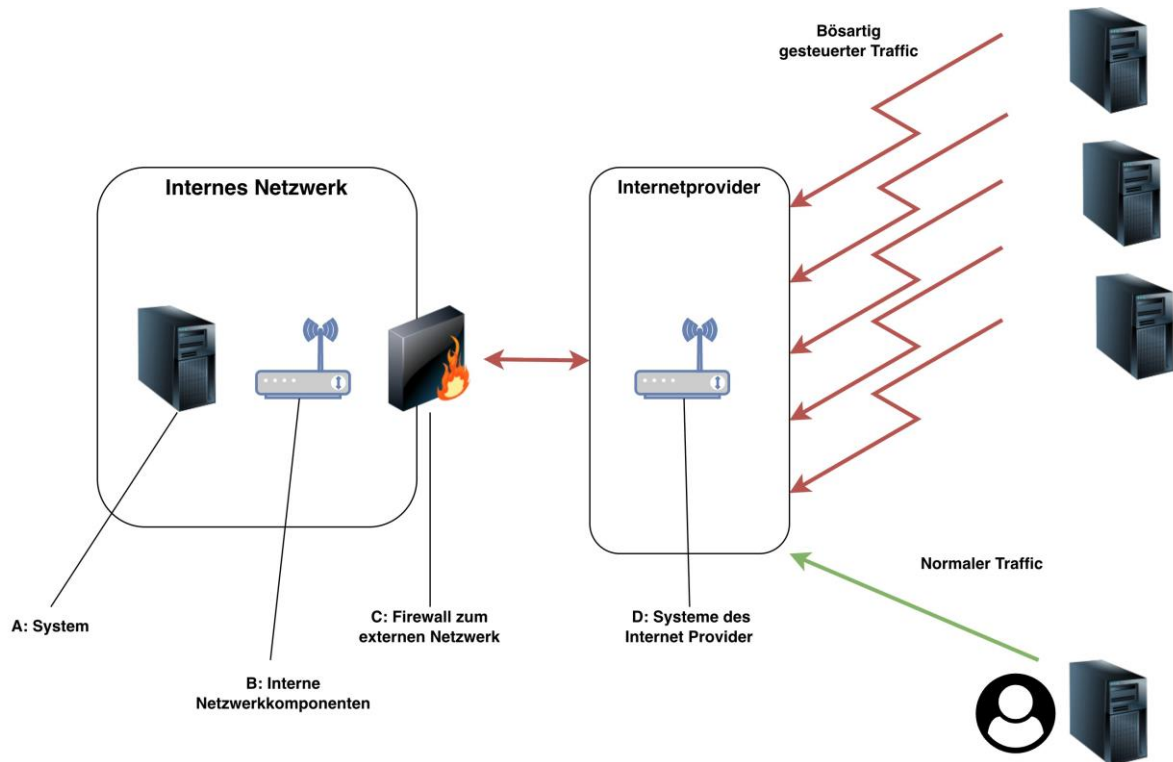 Bösartig
gesteuerter Traffic
Internes Netzwerk
Internetprovider
Normaler Traffic
A: System
C: Firewall zum
externen Netzwerk
D: Systeme des
Internet Provider
B: Interne
Netzwerkkomponenten